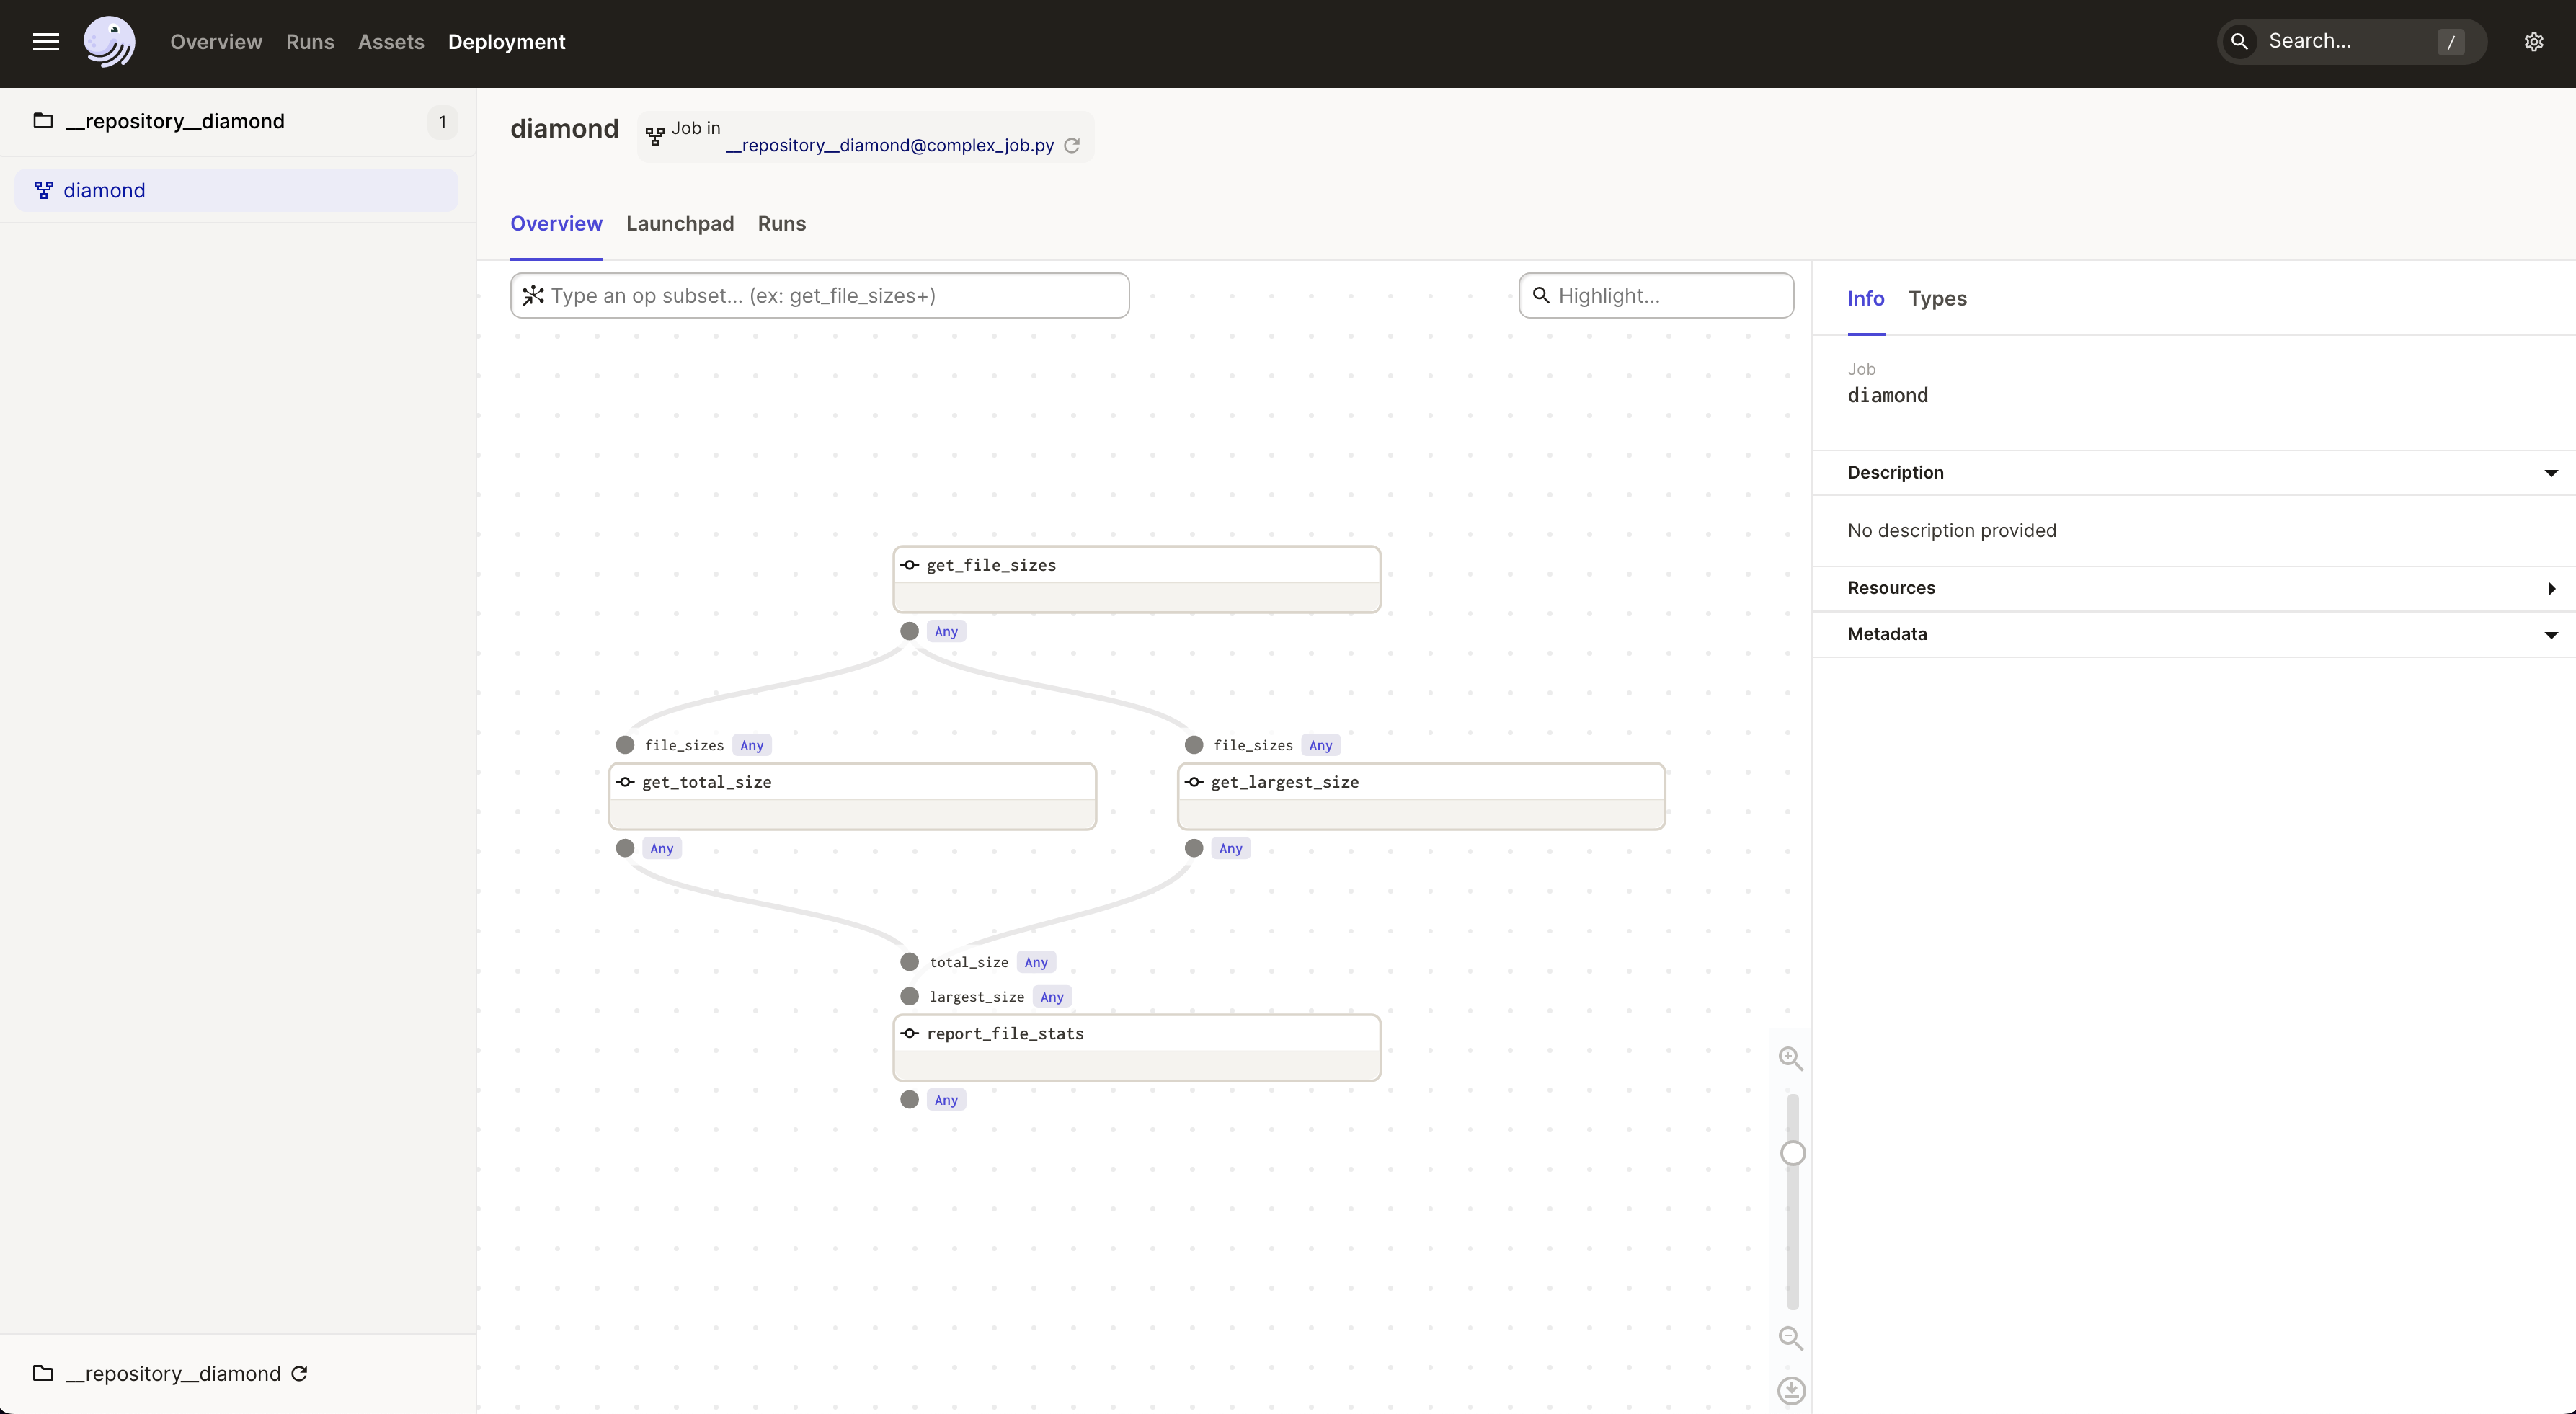 Overview Runs Assets Deployment
Search... /
__repository__diamond 1
diamond
diamond
Job in
__repository__diamond@complex_job.py
Overview Launchpad Runs
Type an op subset... (ex: get_file_sizes+)
Highlight...
get_file_sizes
Any
file_sizes Any
get_total_size
Any
file_sizes Any
get_largest_size
Any
total_size Any
largest_size Any
report_file_stats
Any
Info Types
Job
diamond
Description
No description provided
Resources
Metadata
__repository__diamond